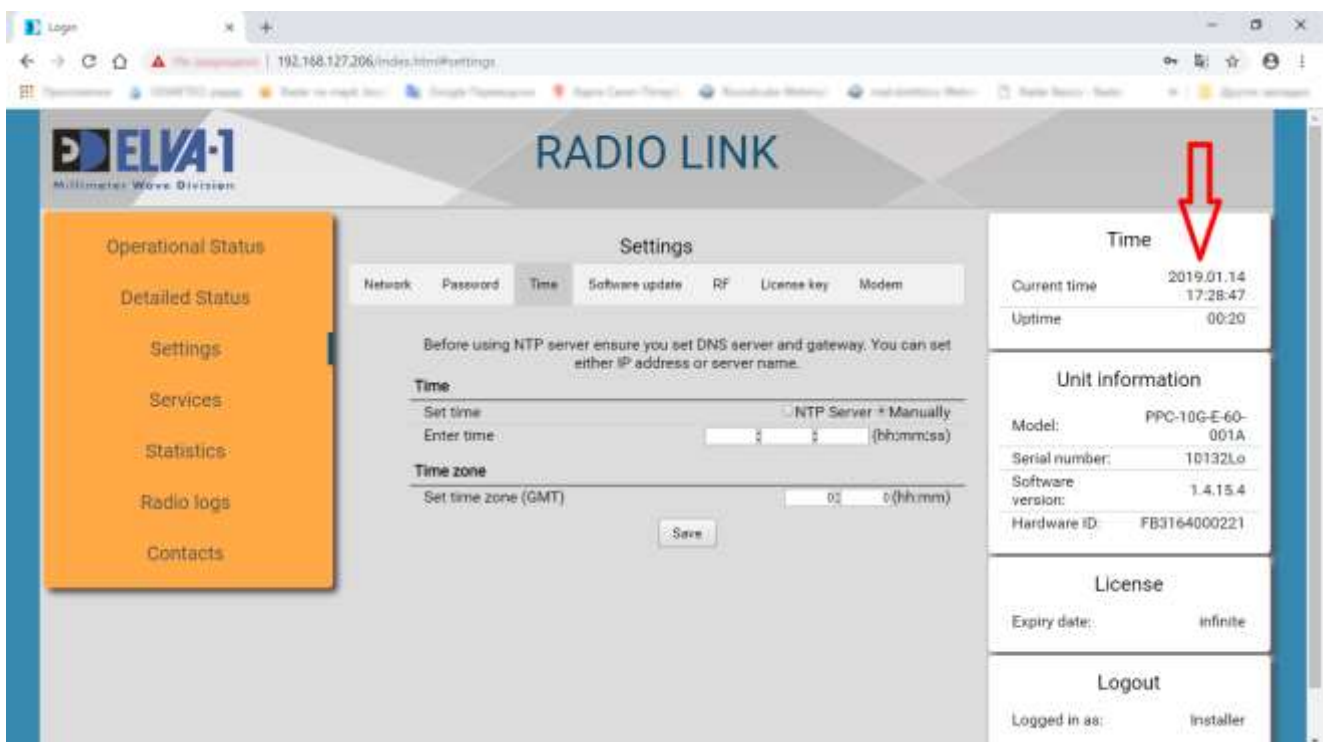 Login
192.168.127.206/index.html#settings
ELVA-1
Millimeter Wave Division
RADIO LINK
Operational Status
Detailed Status
Settings
Services
Statistics
Radio logs
Contacts
Settings
Network Password Time Software update RF License key Modem
Before using NTP server ensure you set DNS server and gateway. You can set
either IP address or server name.
Time
Set time NTP Server Manually
Enter time (hh:mm:ss)
Time zone
Set time zone (GMT) 0 0 (hh:mm)
Save
Time
Current time 2019.01.14
17:28:47
Uptime 00:20
Unit information
Model: PPC-10G-E-60-
001A
Serial number: 10132Lo
Software
version: 1.4.15.4
Hardware ID: FB3164000221
License
Expiry date: infinite
Logout
Logged in as: Installer